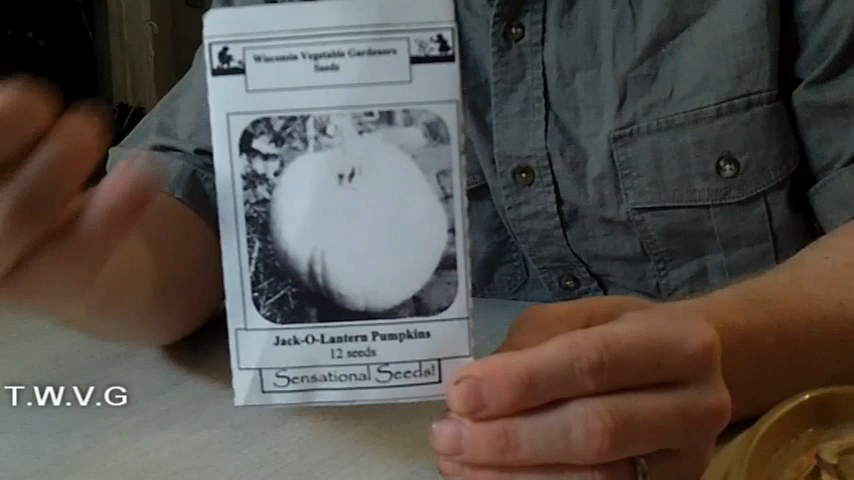 Wisconsin Vegetable Gardeners
Seeds
Jack-O-Lantern Pumpkins
12 seeds
Sensational Seeds!
T.W.V.G